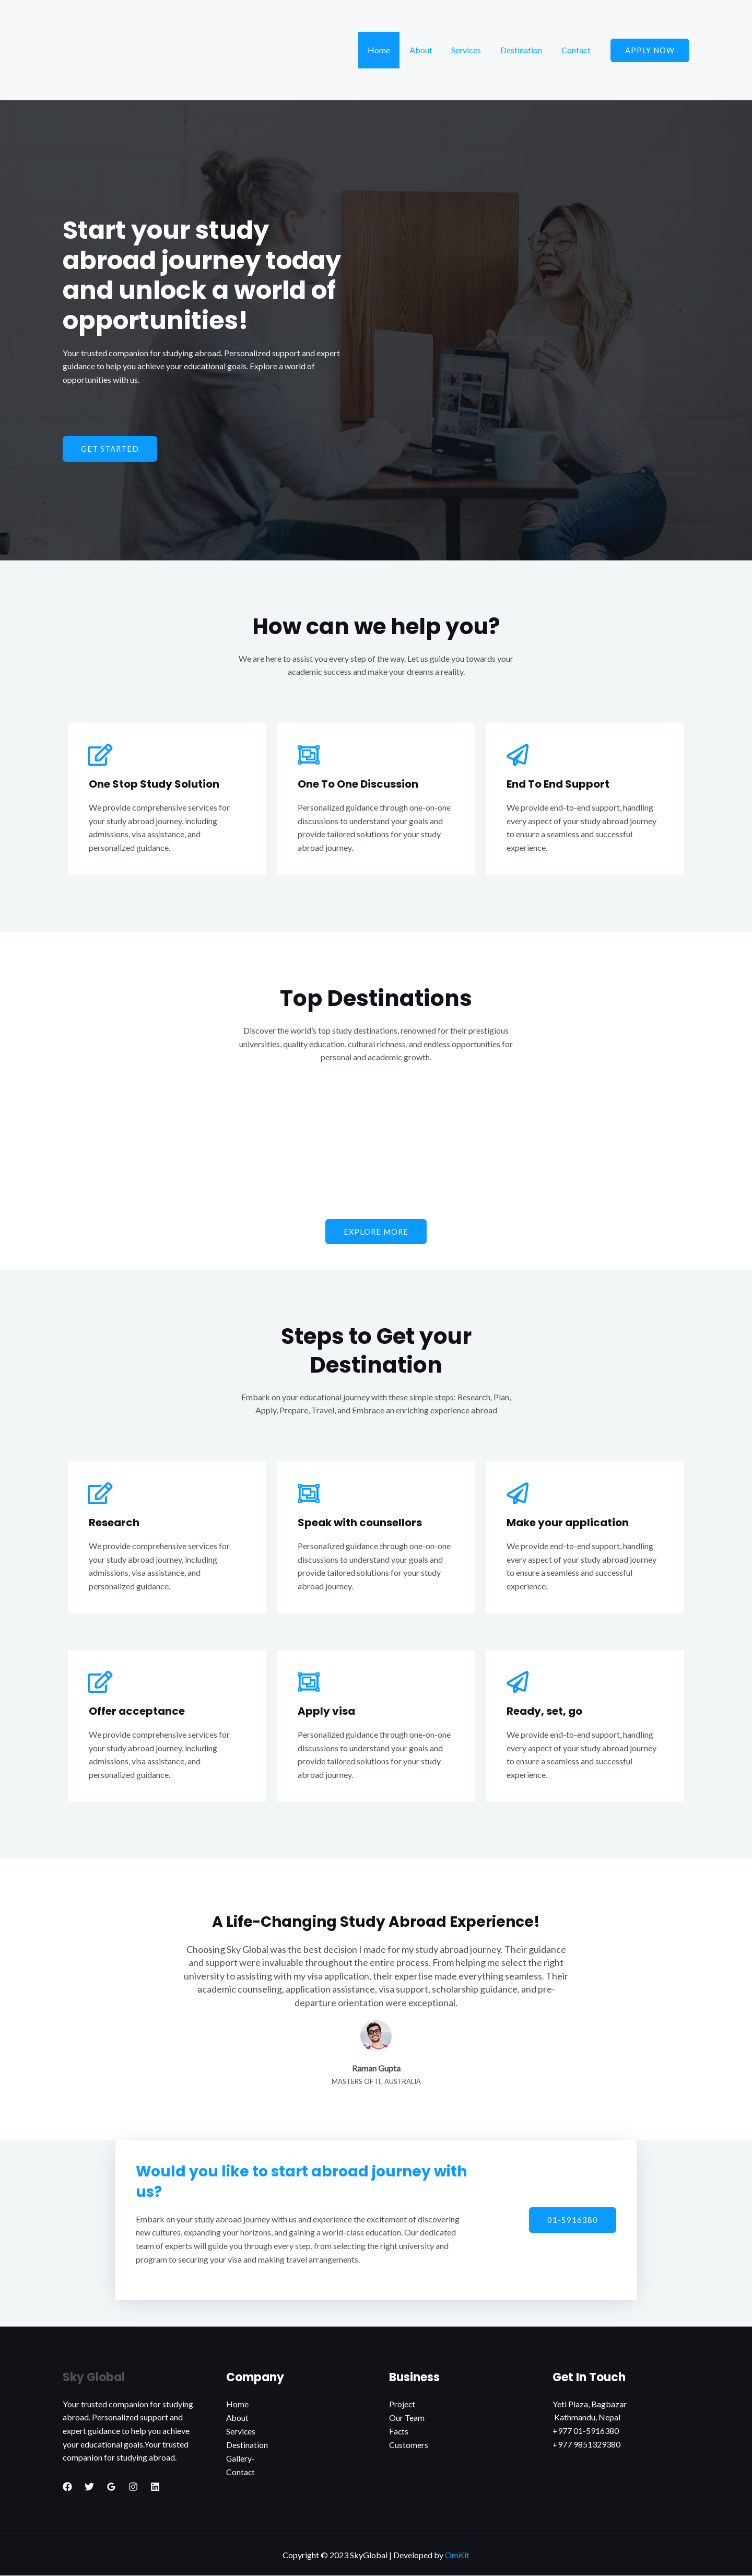 Home About Services Destination Contact APPLY NOW
Start your study
abroad journey today
and unlock a world of
opportunities!
Your trusted companion for studying abroad. Personalized support and expert
guidance to help you achieve your educational goals. Explore a world of
opportunities with us.
GET STARTED
How can we help you?
We are here to assist you every step of the way. Let us guide you towards your
academic success and make your dreams a reality.
One Stop Study Solution
We provide comprehensive services for
your study abroad journey, including
admissions, visa assistance, and
personalized guidance.
One To One Discussion
Personalized guidance through one-on-one
discussions to understand your goals and
provide tailored solutions for your study
abroad journey.
End To End Support
We provide end-to-end support, handling
every aspect of your study abroad journey
to ensure a seamless and successful
experience.
Top Destinations
Discover the world’s top study destinations, renowned for their prestigious
universities, quality education, cultural richness, and endless opportunities for
personal and academic growth.
EXPLORE MORE
Steps to Get your
Destination
Embark on your educational journey with these simple steps: Research, Plan,
Apply, Prepare, Travel, and Embrace an enriching experience abroad
Research
We provide comprehensive services for
your study abroad journey, including
admissions, visa assistance, and
personalized guidance.
Speak with counsellors
Personalized guidance through one-on-one
discussions to understand your goals and
provide tailored solutions for your study
abroad journey.
Make your application
We provide end-to-end support, handling
every aspect of your study abroad journey
to ensure a seamless and successful
experience.
Offer acceptance
We provide comprehensive services for
your study abroad journey, including
admissions, visa assistance, and
personalized guidance.
Apply visa
Personalized guidance through one-on-one
discussions to understand your goals and
provide tailored solutions for your study
abroad journey.
Ready, set, go
We provide end-to-end support, handling
every aspect of your study abroad journey
to ensure a seamless and successful
experience.
A Life-Changing Study Abroad Experience!
Choosing Sky Global was the best decision I made for my study abroad journey. Their guidance
and support were invaluable throughout the entire process. From helping me select the right
university to assisting with my visa application, their expertise made everything seamless. Their
academic counseling, application assistance, visa support, scholarship guidance, and pre-
departure orientation were exceptional.
Raman Gupta
MASTERS OF IT, AUSTRALIA
Would you like to start abroad journey with
us?
Embark on your study abroad journey with us and experience the excitement of discovering
new cultures, expanding your horizons, and gaining a world-class education. Our dedicated
team of experts will guide you through every step, from selecting the right university and
program to securing your visa and making travel arrangements.
01-5916380
Sky Global
Your trusted companion for studying
abroad. Personalized support and
expert guidance to help you achieve
your educational goals.Your trusted
companion for studying abroad.
Company
Home
About
Services
Destination
Gallery-
Contact
Business
Project
Our Team
Facts
Customers
Get In Touch
Yeti Plaza, Bagbazar
Kathmandu, Nepal
+977 01-5916380
+977 9851329380
Copyright © 2023 SkyGlobal | Developed by OmKit